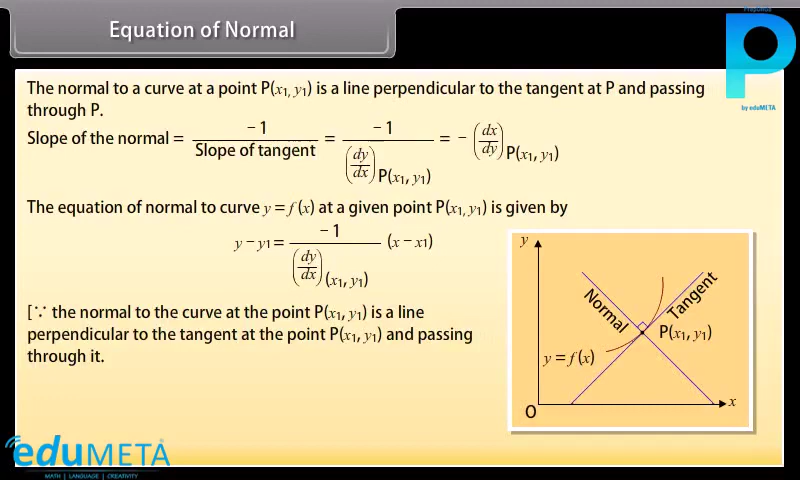 Equation of Normal
PrepMate
P
by eduMETA
The normal to a curve at a point P(x1, y1) is a line perpendicular to the tangent at P and passing
through P.
Slope of the normal = -1 / Slope of tangent = -1 / (dy/dx)P(x1, y1) = - (dx/dy)P(x1, y1)
The equation of normal to curve y = f (x) at a given point P(x1, y1) is given by
y - y1 = -1 / (dy/dx)(x1, y1) (x - x1)
[∵ the normal to the curve at the point P(x1, y1) is a line
perpendicular to the tangent at the point P(x1, y1) and passing
through it.
y
Normal
Tangent
P(x1, y1)
y = f (x)
O
x
eduMETA
MATH | LANGUAGE | CREATIVITY